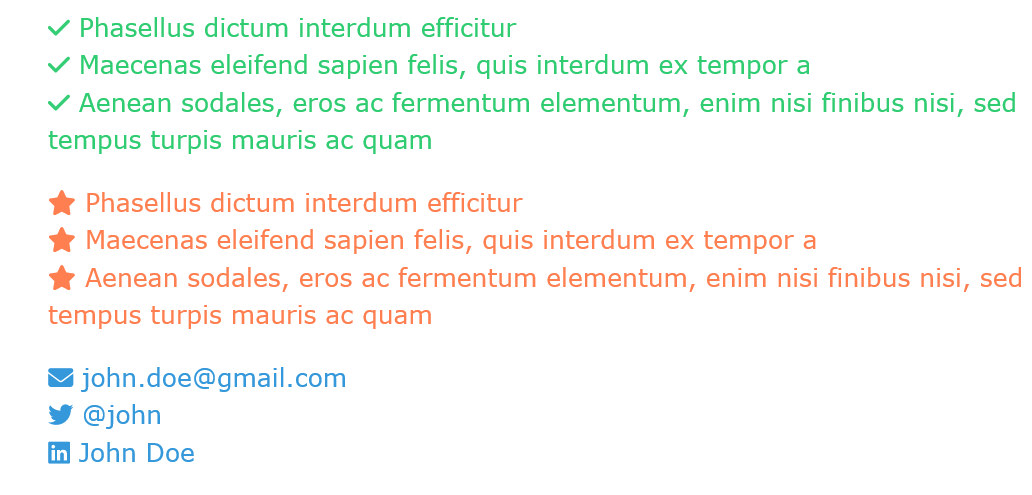 Phasellus dictum interdum efficitur
Maecenas eleifend sapien felis, quis interdum ex tempor a
Aenean sodales, eros ac fermentum elementum, enim nisi finibus nisi, sed
tempus turpis mauris ac quam
Phasellus dictum interdum efficitur
Maecenas eleifend sapien felis, quis interdum ex tempor a
Aenean sodales, eros ac fermentum elementum, enim nisi finibus nisi, sed
tempus turpis mauris ac quam
john.doe@gmail.com
@john
John Doe